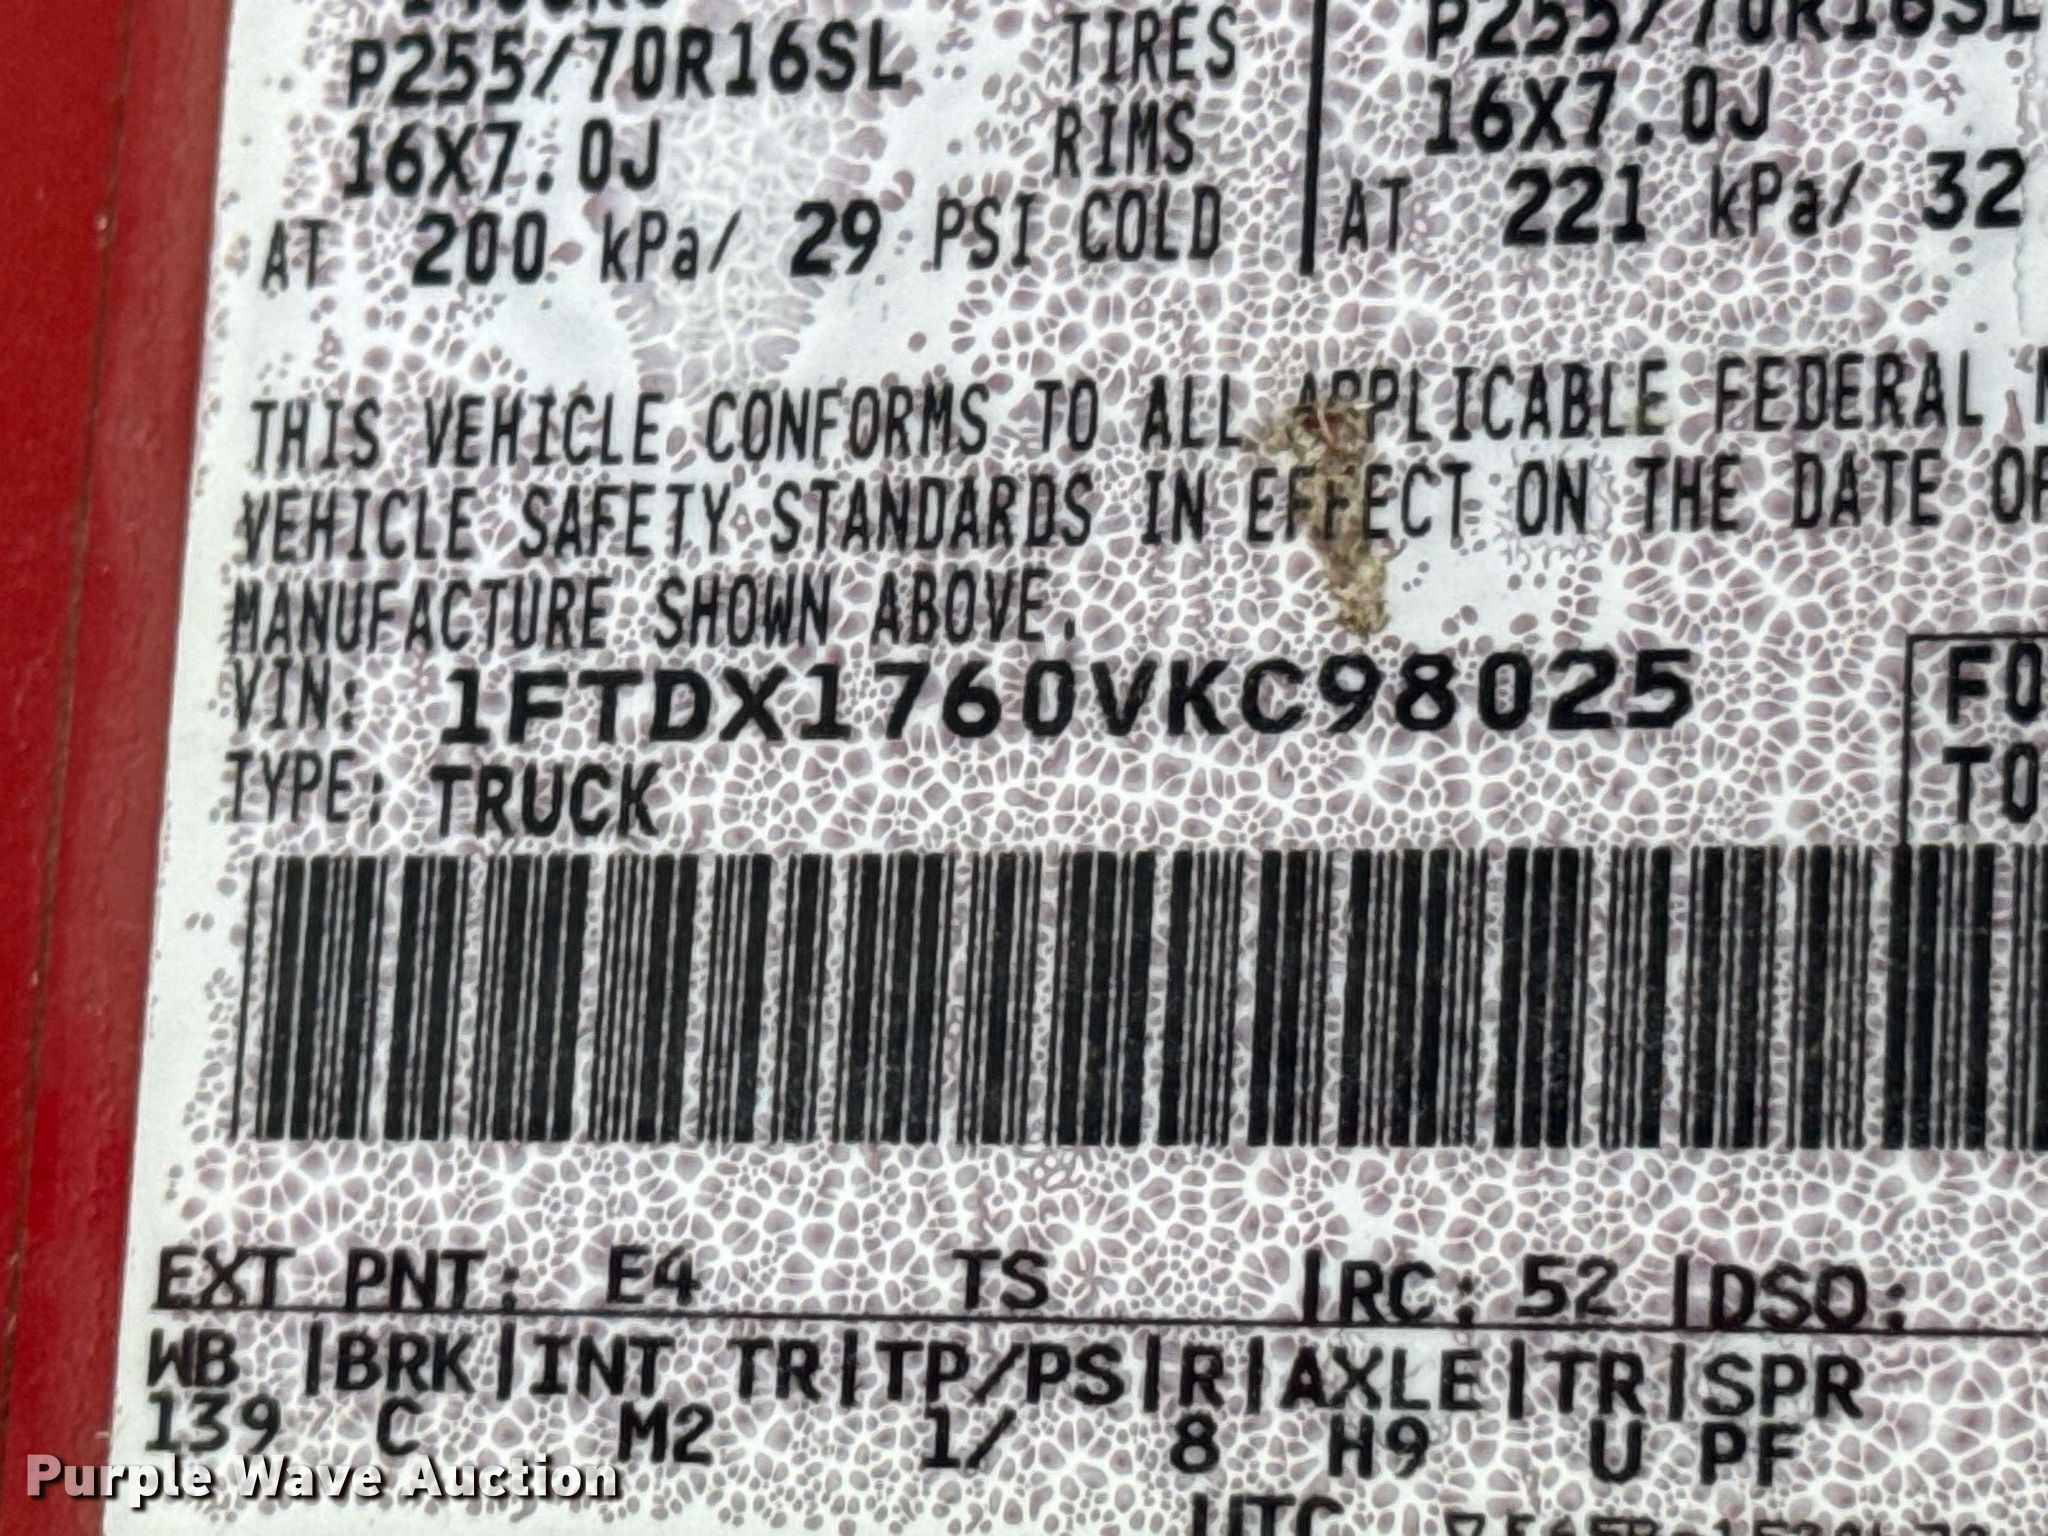 P255/70R16SL TIRES P255/70R16SL
16X7.0J RIMS 16X7.0J
AT 200 kPa/ 29 PSI COLD AT 221 kPa/ 32
THIS VEHICLE CONFORMS TO ALL APPLICABLE FEDERAL
VEHICLE SAFETY STANDARDS IN EFFECT ON THE DATE OF
MANUFACTURE SHOWN ABOVE.
VIN: 1FTDX1760VKC98025 FO
TYPE: TRUCK TO
EXT PNT: E4 TS |RC: 52 |DSO:
WB |BRK|INT TR|TP/PS|R|AXLE|TR|SPR
139 C M2 1/ 8 H9 U PF
UTC
Purple Wave Auction